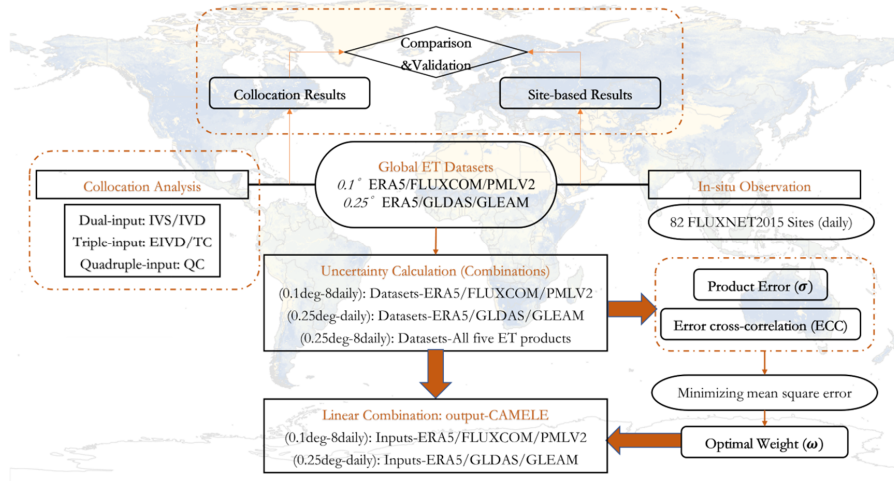 Comparison
&Validation
Collocation Results
Site-based Results
Global ET Datasets
0.1° ERA5/FLUXCOM/PMLV2
0.25° ERA5/GLDAS/GLEAM
Collocation Analysis
Dual-input: IVS/IVD
Triple-input: EIVD/TC
Quadruple-input: QC
In-situ Observation
82 FLUXNET2015 Sites (daily)
Uncertainty Calculation (Combinations)
(0.1deg-8daily): Datasets-ERA5/FLUXCOM/PMLV2
(0.25deg-daily): Datasets-ERA5/GLDAS/GLEAM
(0.25deg-8daily): Datasets-All five ET products
Product Error (σ)
Error cross-correlation (ECC)
Minimizing mean square error
Optimal Weight (ω)
Linear Combination: output-CAMELE
(0.1deg-8daily): Inputs-ERA5/FLUXCOM/PMLV2
(0.25deg-daily): Inputs-ERA5/GLDAS/GLEAM